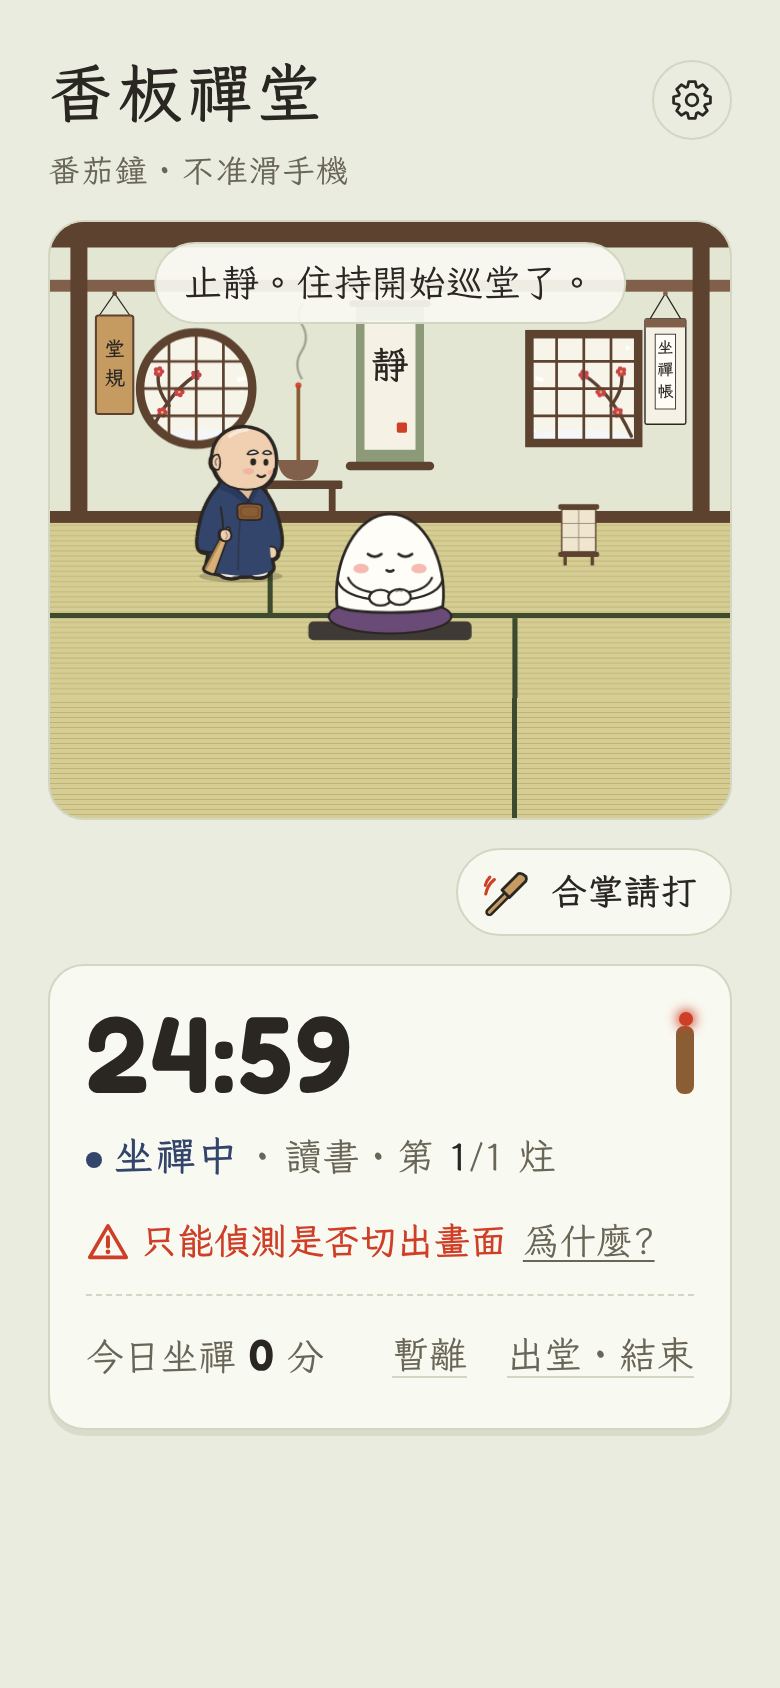 香板禪堂
番茄鐘・不准滑手機
止靜。住持開始巡堂了。
堂規
靜
坐禪帳
合掌請打
24:59
坐禪中・讀書・第 1/1 炷
只能偵測是否切出畫面 為什麼?
今日坐禪 0 分 暫離 出堂・結束